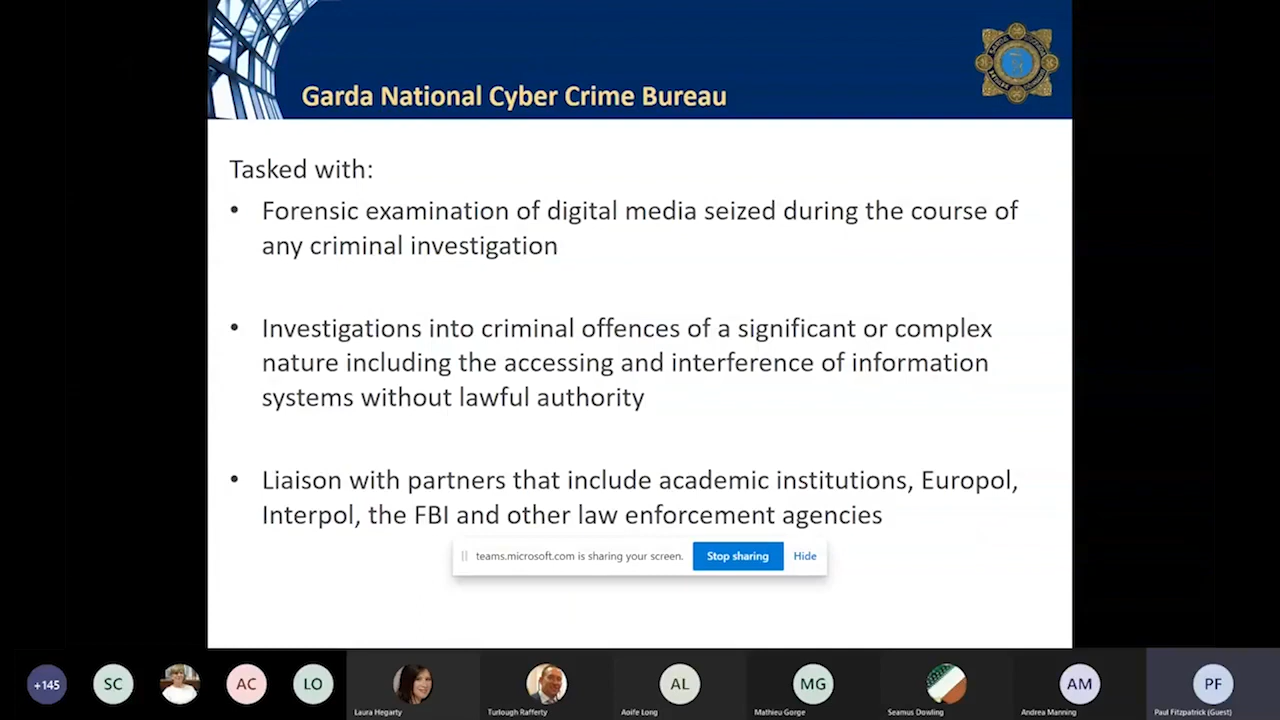 Garda National Cyber Crime Bureau
Tasked with:
• Forensic examination of digital media seized during the course of
any criminal investigation
• Investigations into criminal offences of a significant or complex
nature including the accessing and interference of information
systems without lawful authority
• Liaison with partners that include academic institutions, Europol,
Interpol, the FBI and other law enforcement agencies
teams.microsoft.com is sharing your screen. Stop sharing Hide
+145 SC AC LO AL MG AM PF
Laura Hegarty Turlough Rafferty Aoife Long Mathieu Gorge Seamus Dowling Andrea Manning Paul Fitzpatrick (Guest)